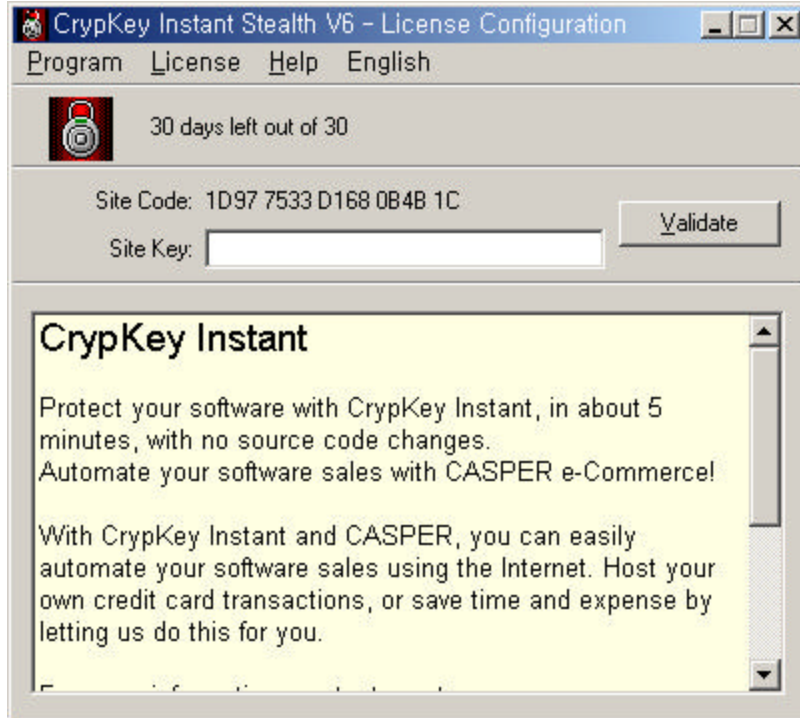 CrypKey Instant Stealth V6 - License Configuration
Program License Help English
30 days left out of 30
Site Code: 1D97 7533 D168 0B4B 1C
Site Key:
Validate
CrypKey Instant
Protect your software with CrypKey Instant, in about 5
minutes, with no source code changes.
Automate your software sales with CASPER e-Commerce!
With CrypKey Instant and CASPER, you can easily
automate your software sales using the Internet. Host your
own credit card transactions, or save time and expense by
letting us do this for you.